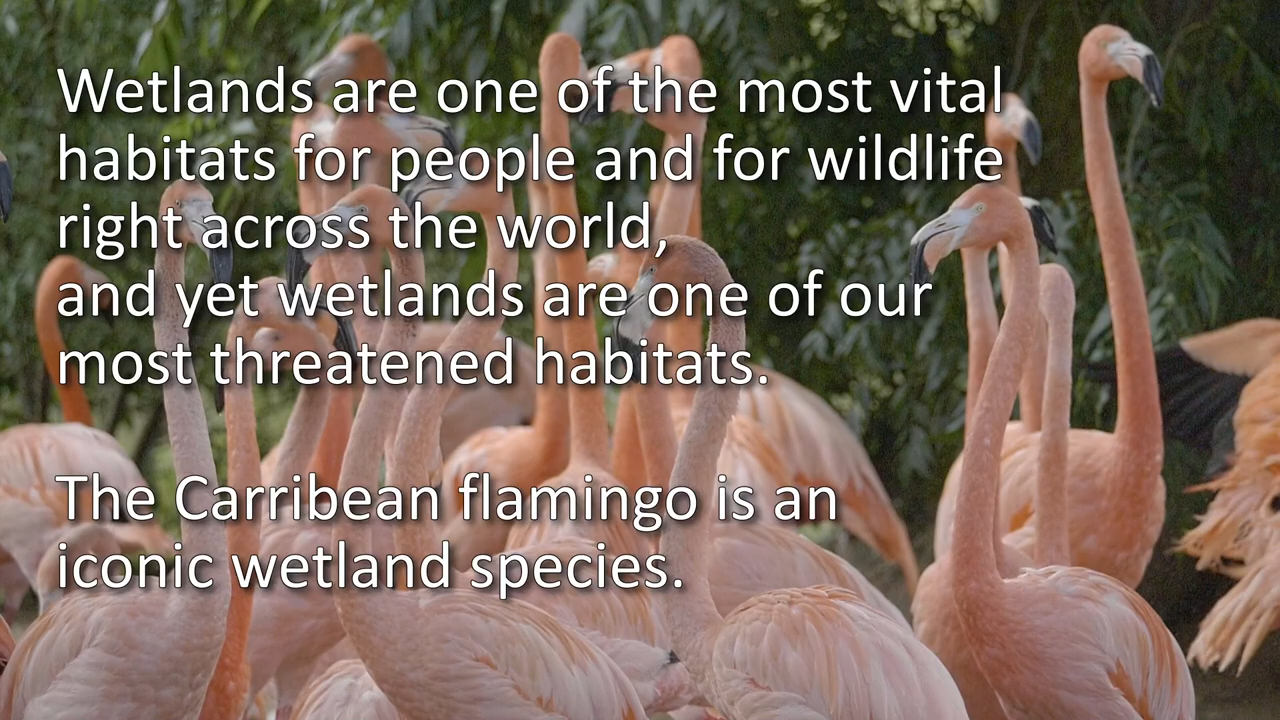 Wetlands are one of the most vital
habitats for people and for wildlife
right across the world,
and yet wetlands are one of our
most threatened habitats.
The Carribean flamingo is an
iconic wetland species.